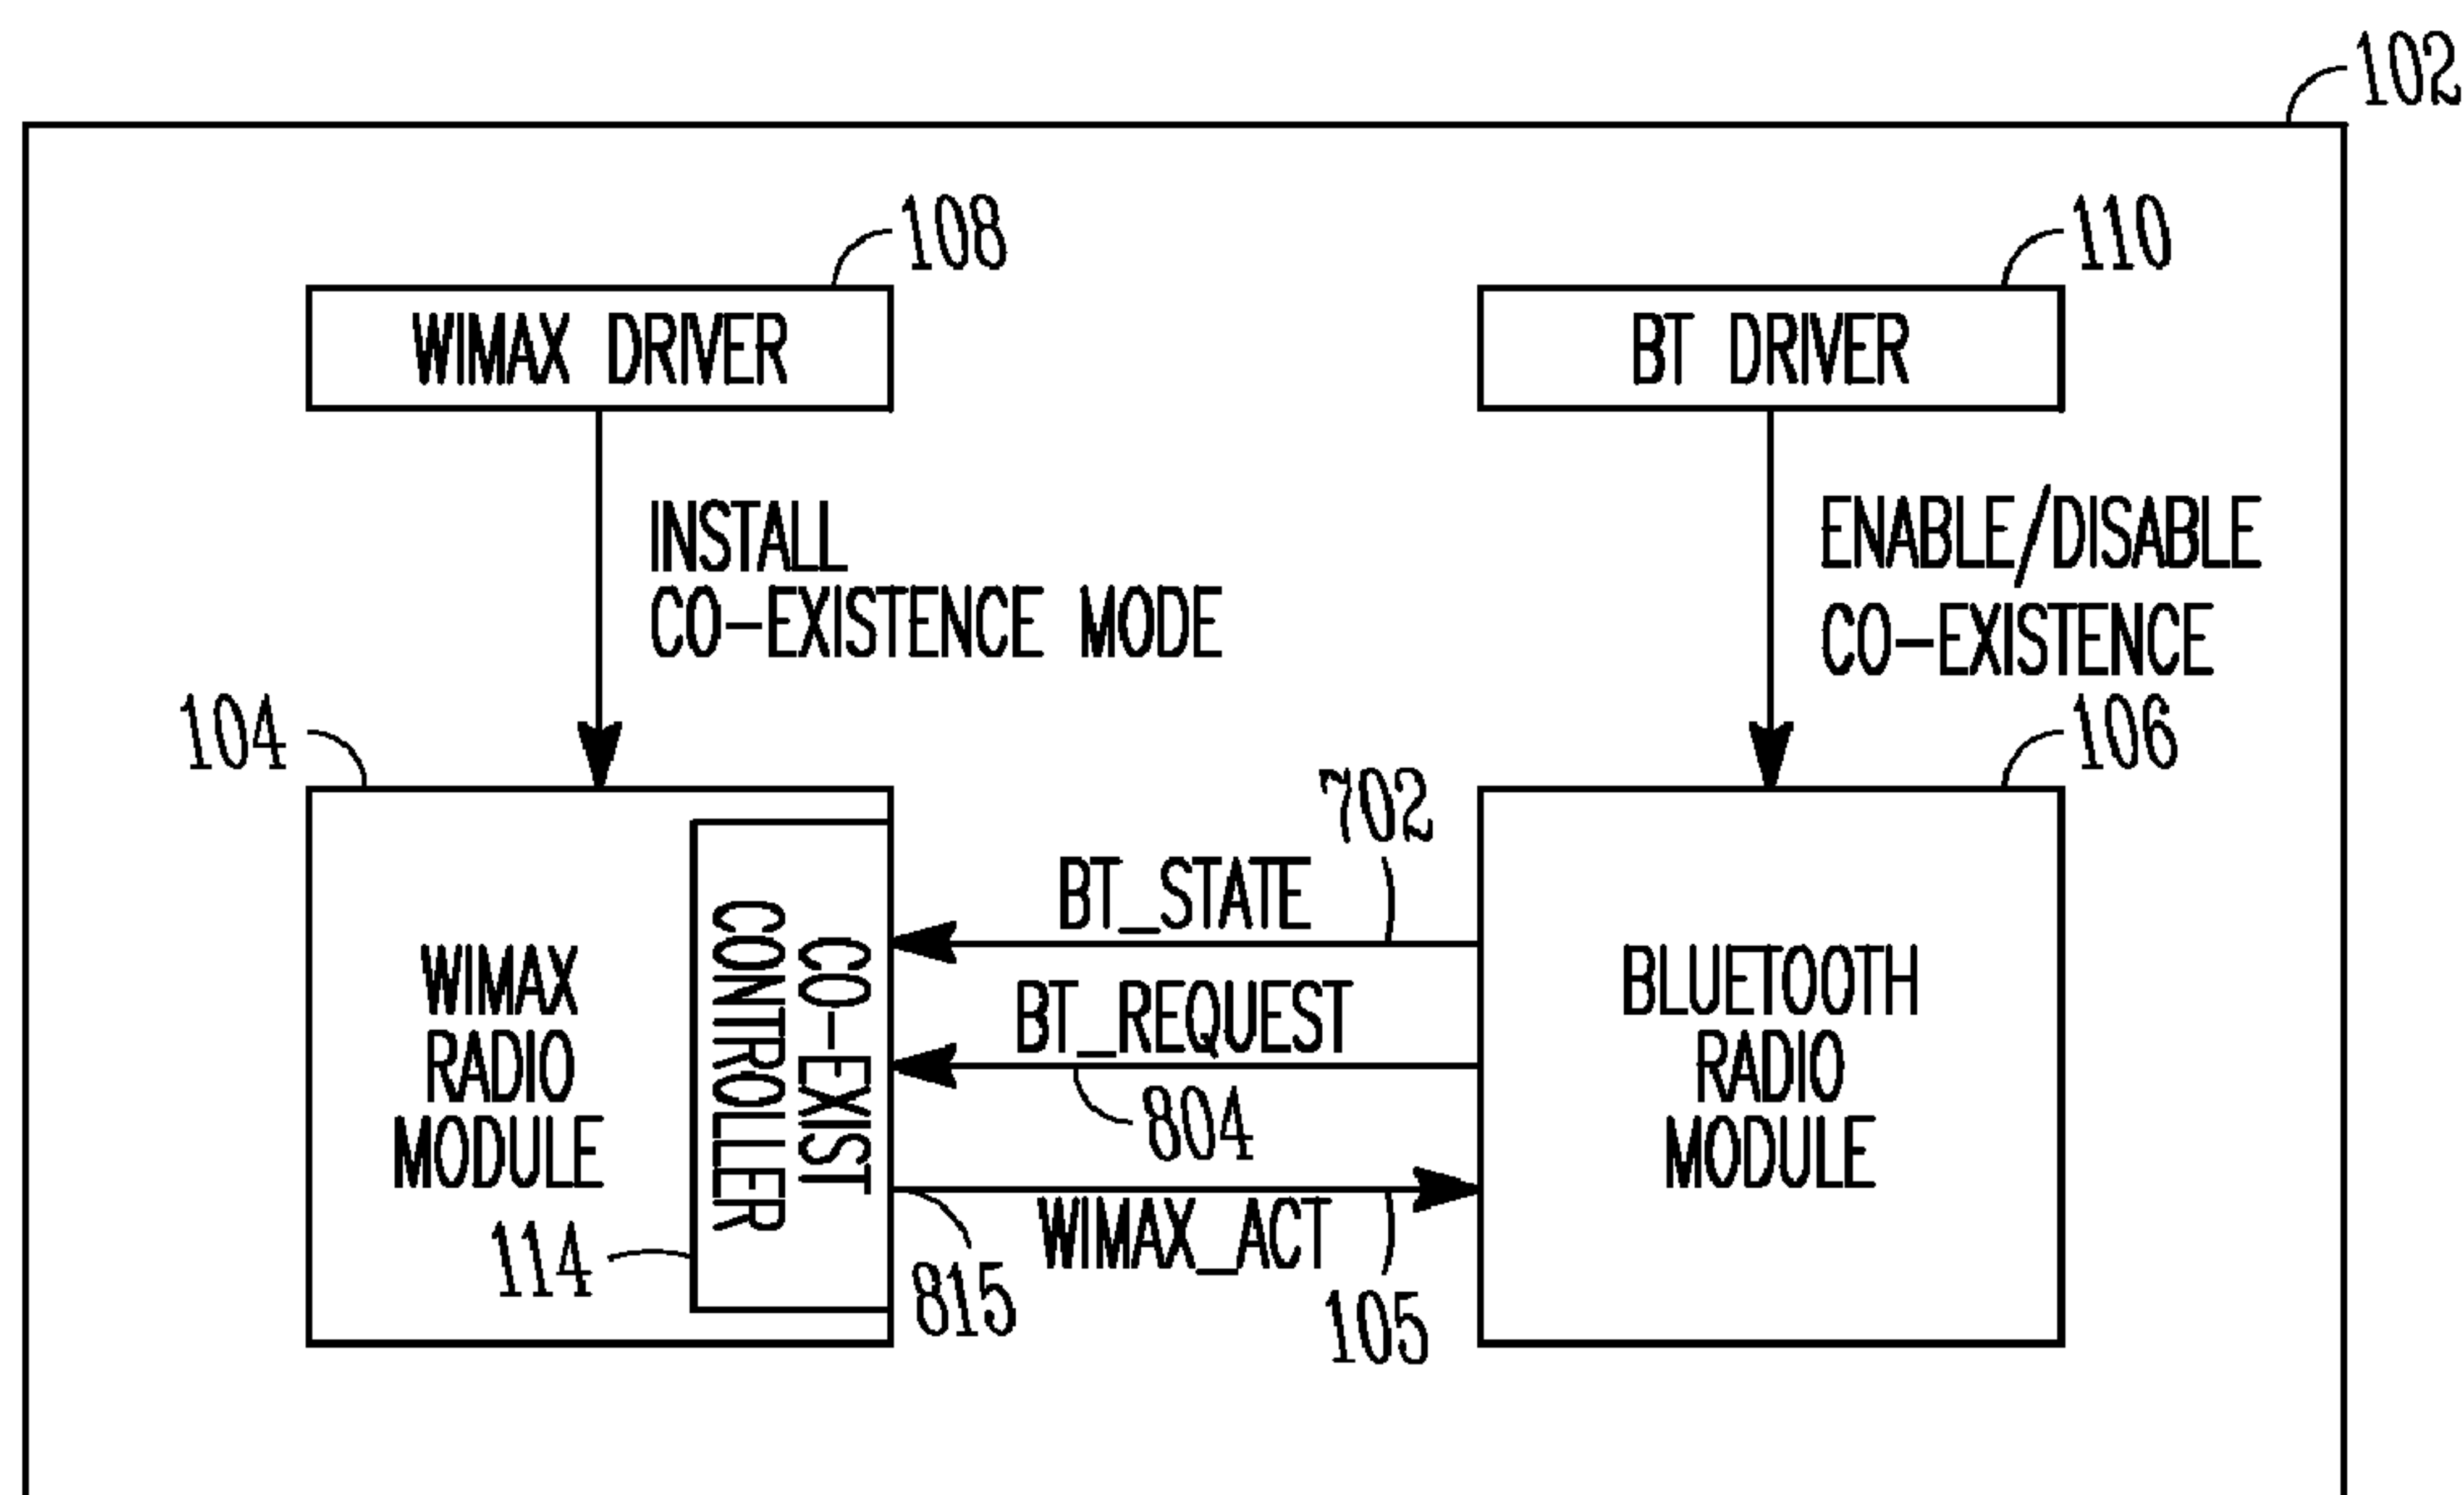 102
108
110
WIMAX DRIVER
BT DRIVER
INSTALL
CO-EXISTENCE MODE
ENABLE/DISABLE
CO-EXISTENCE
104
106
702
BT_STATE
WIMAX
RADIO
MODULE
CO-EXIST
CONTROLLER
BT_REQUEST
804
BLUETOOTH
RADIO
MODULE
WIMAX_ACT
114
815
105